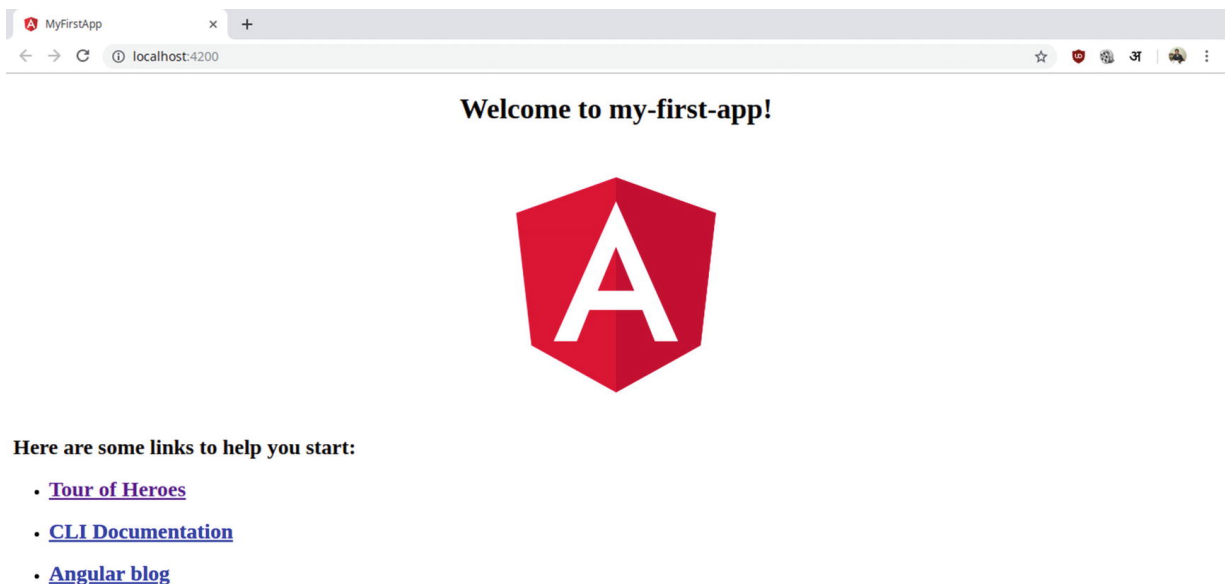 MyFirstApp
localhost:4200
अ
Welcome to my-first-app!
A
Here are some links to help you start:
Tour of Heroes
CLI Documentation
Angular blog